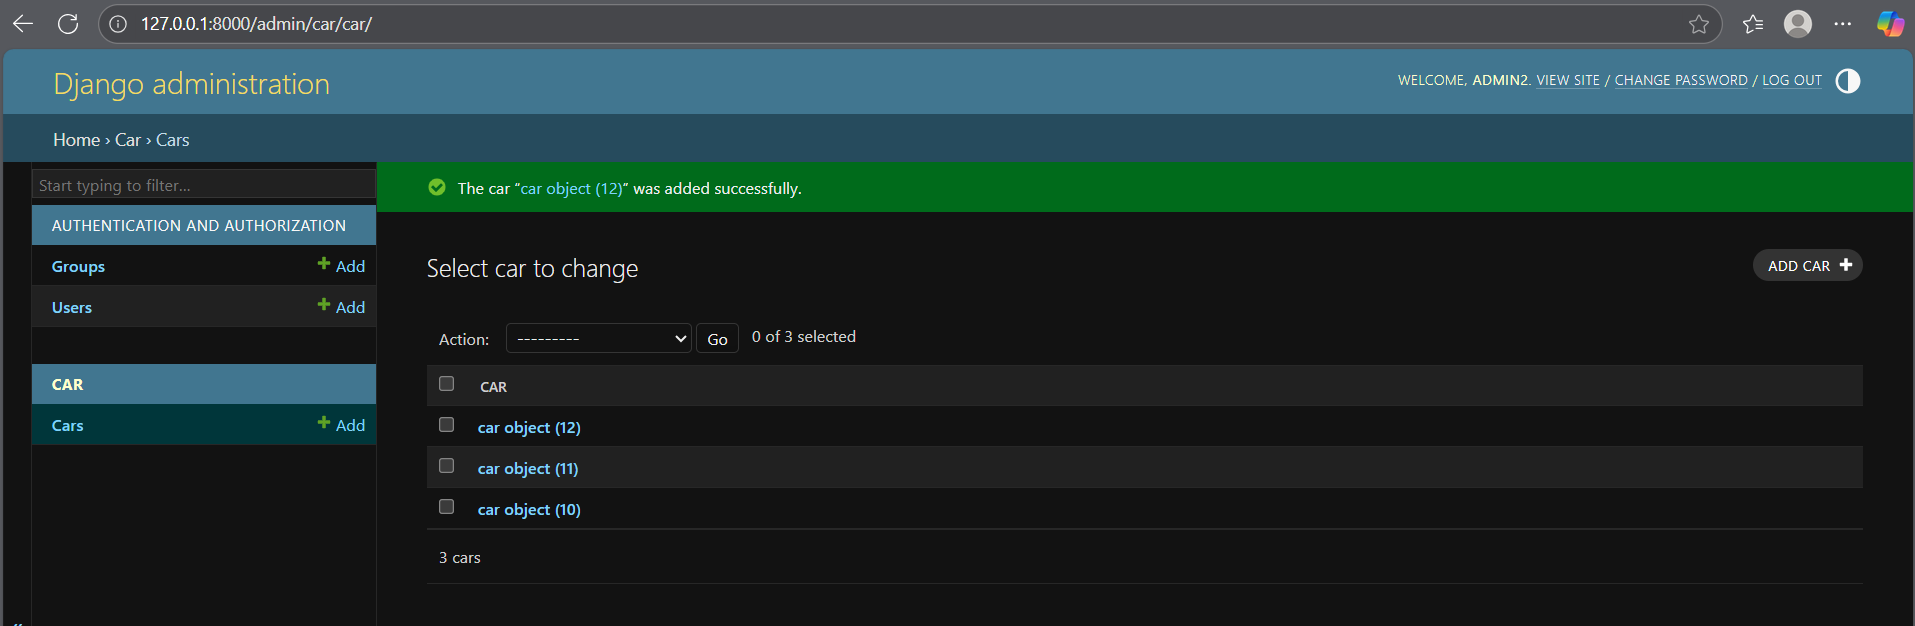 127.0.0.1:8000/admin/car/car/
Django administration
WELCOME, ADMIN2. VIEW SITE / CHANGE PASSWORD / LOG OUT
Home › Car › Cars
Start typing to filter...
The car “car object (12)” was added successfully.
AUTHENTICATION AND AUTHORIZATION
Groups Add
Users Add
CAR
Cars Add
Select car to change
ADD CAR
Action: --------- Go 0 of 3 selected
CAR
car object (12)
car object (11)
car object (10)
3 cars